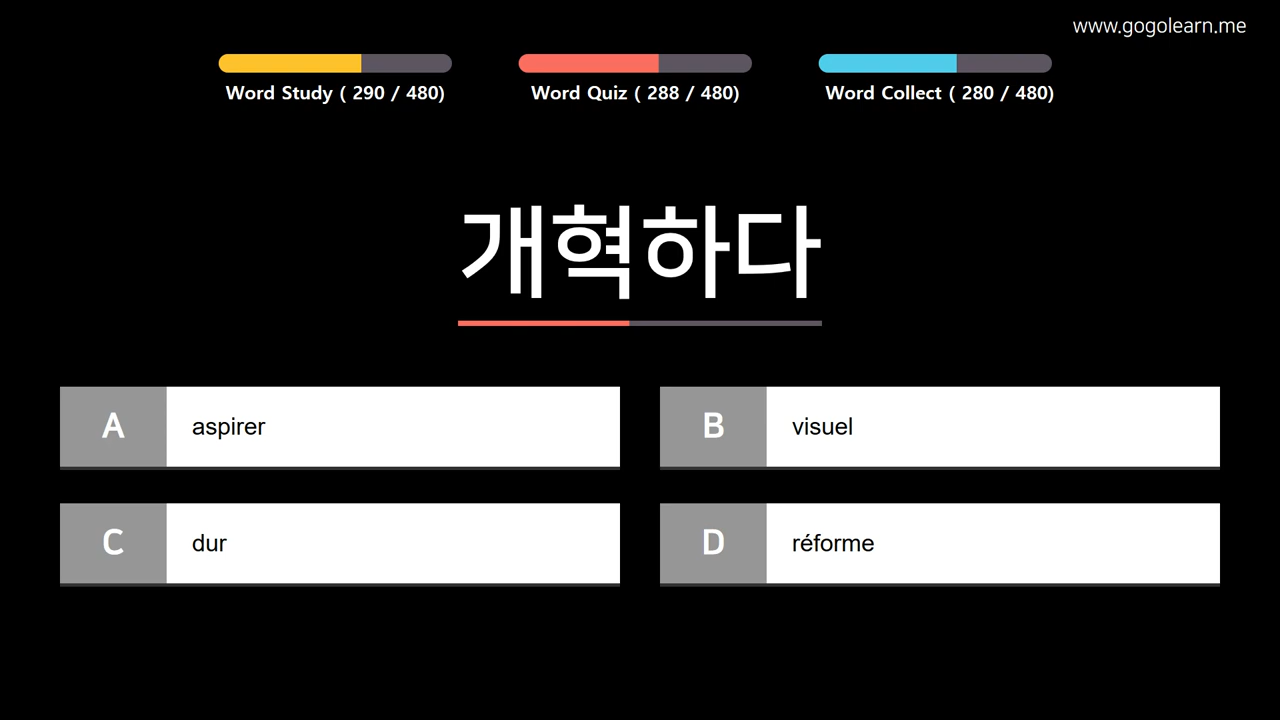 www.gogolearn.me
Word Study ( 290 / 480)
Word Quiz ( 288 / 480)
Word Collect ( 280 / 480)
개혁하다
A aspirer
B visuel
C dur
D réforme